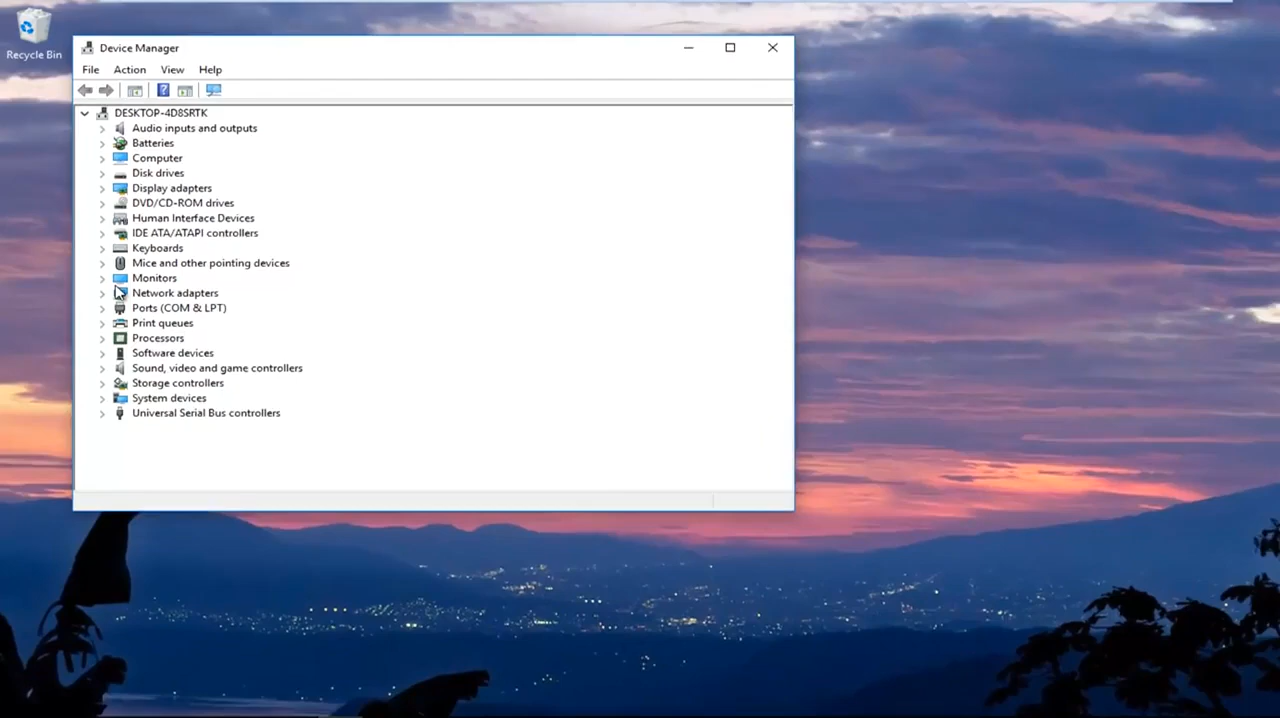 Recycle Bin
Device Manager
File Action View Help
DESKTOP-4D8SRTK
Audio inputs and outputs
Batteries
Computer
Disk drives
Display adapters
DVD/CD-ROM drives
Human Interface Devices
IDE ATA/ATAPI controllers
Keyboards
Mice and other pointing devices
Monitors
Network adapters
Ports (COM & LPT)
Print queues
Processors
Software devices
Sound, video and game controllers
Storage controllers
System devices
Universal Serial Bus controllers